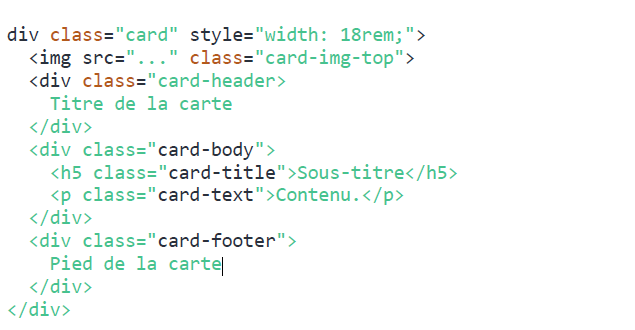 div class="card" style="width: 18rem;">
  <img src="..." class="card-img-top">
  <div class="card-header>
    Titre de la carte
  </div>
  <div class="card-body">
    <h5 class="card-title">Sous-titre</h5>
    <p class="card-text">Contenu.</p>
  </div>
  <div class="card-footer">
    Pied de la carte
  </div>
</div>